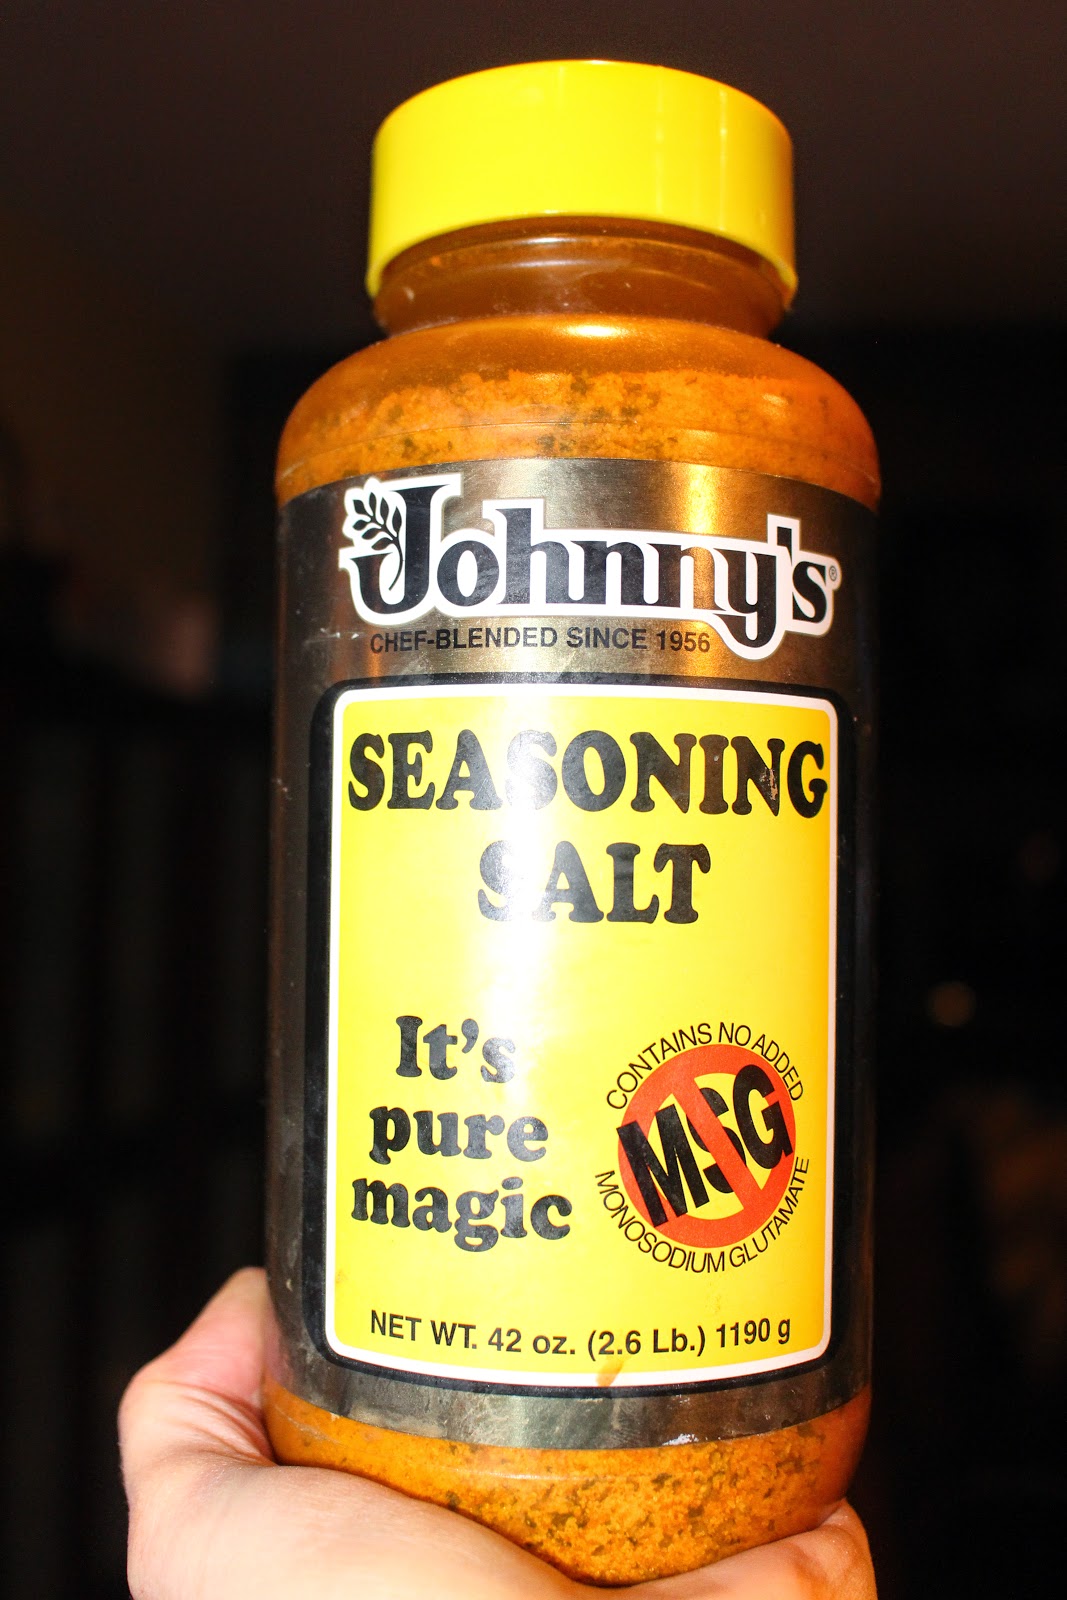 Johnny's®
CHEF-BLENDED SINCE 1956
SEASONING
SALT
It's
pure
magic
CONTAINS NO ADDED
MSG
MONOSODIUM GLUTAMATE
NET WT. 42 oz. (2.6 Lb.) 1190 g